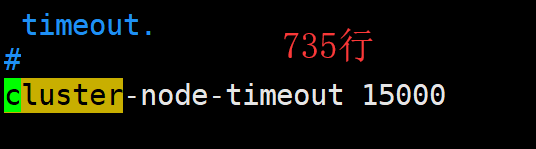 timeout.
735行
#
cluster-node-timeout 15000